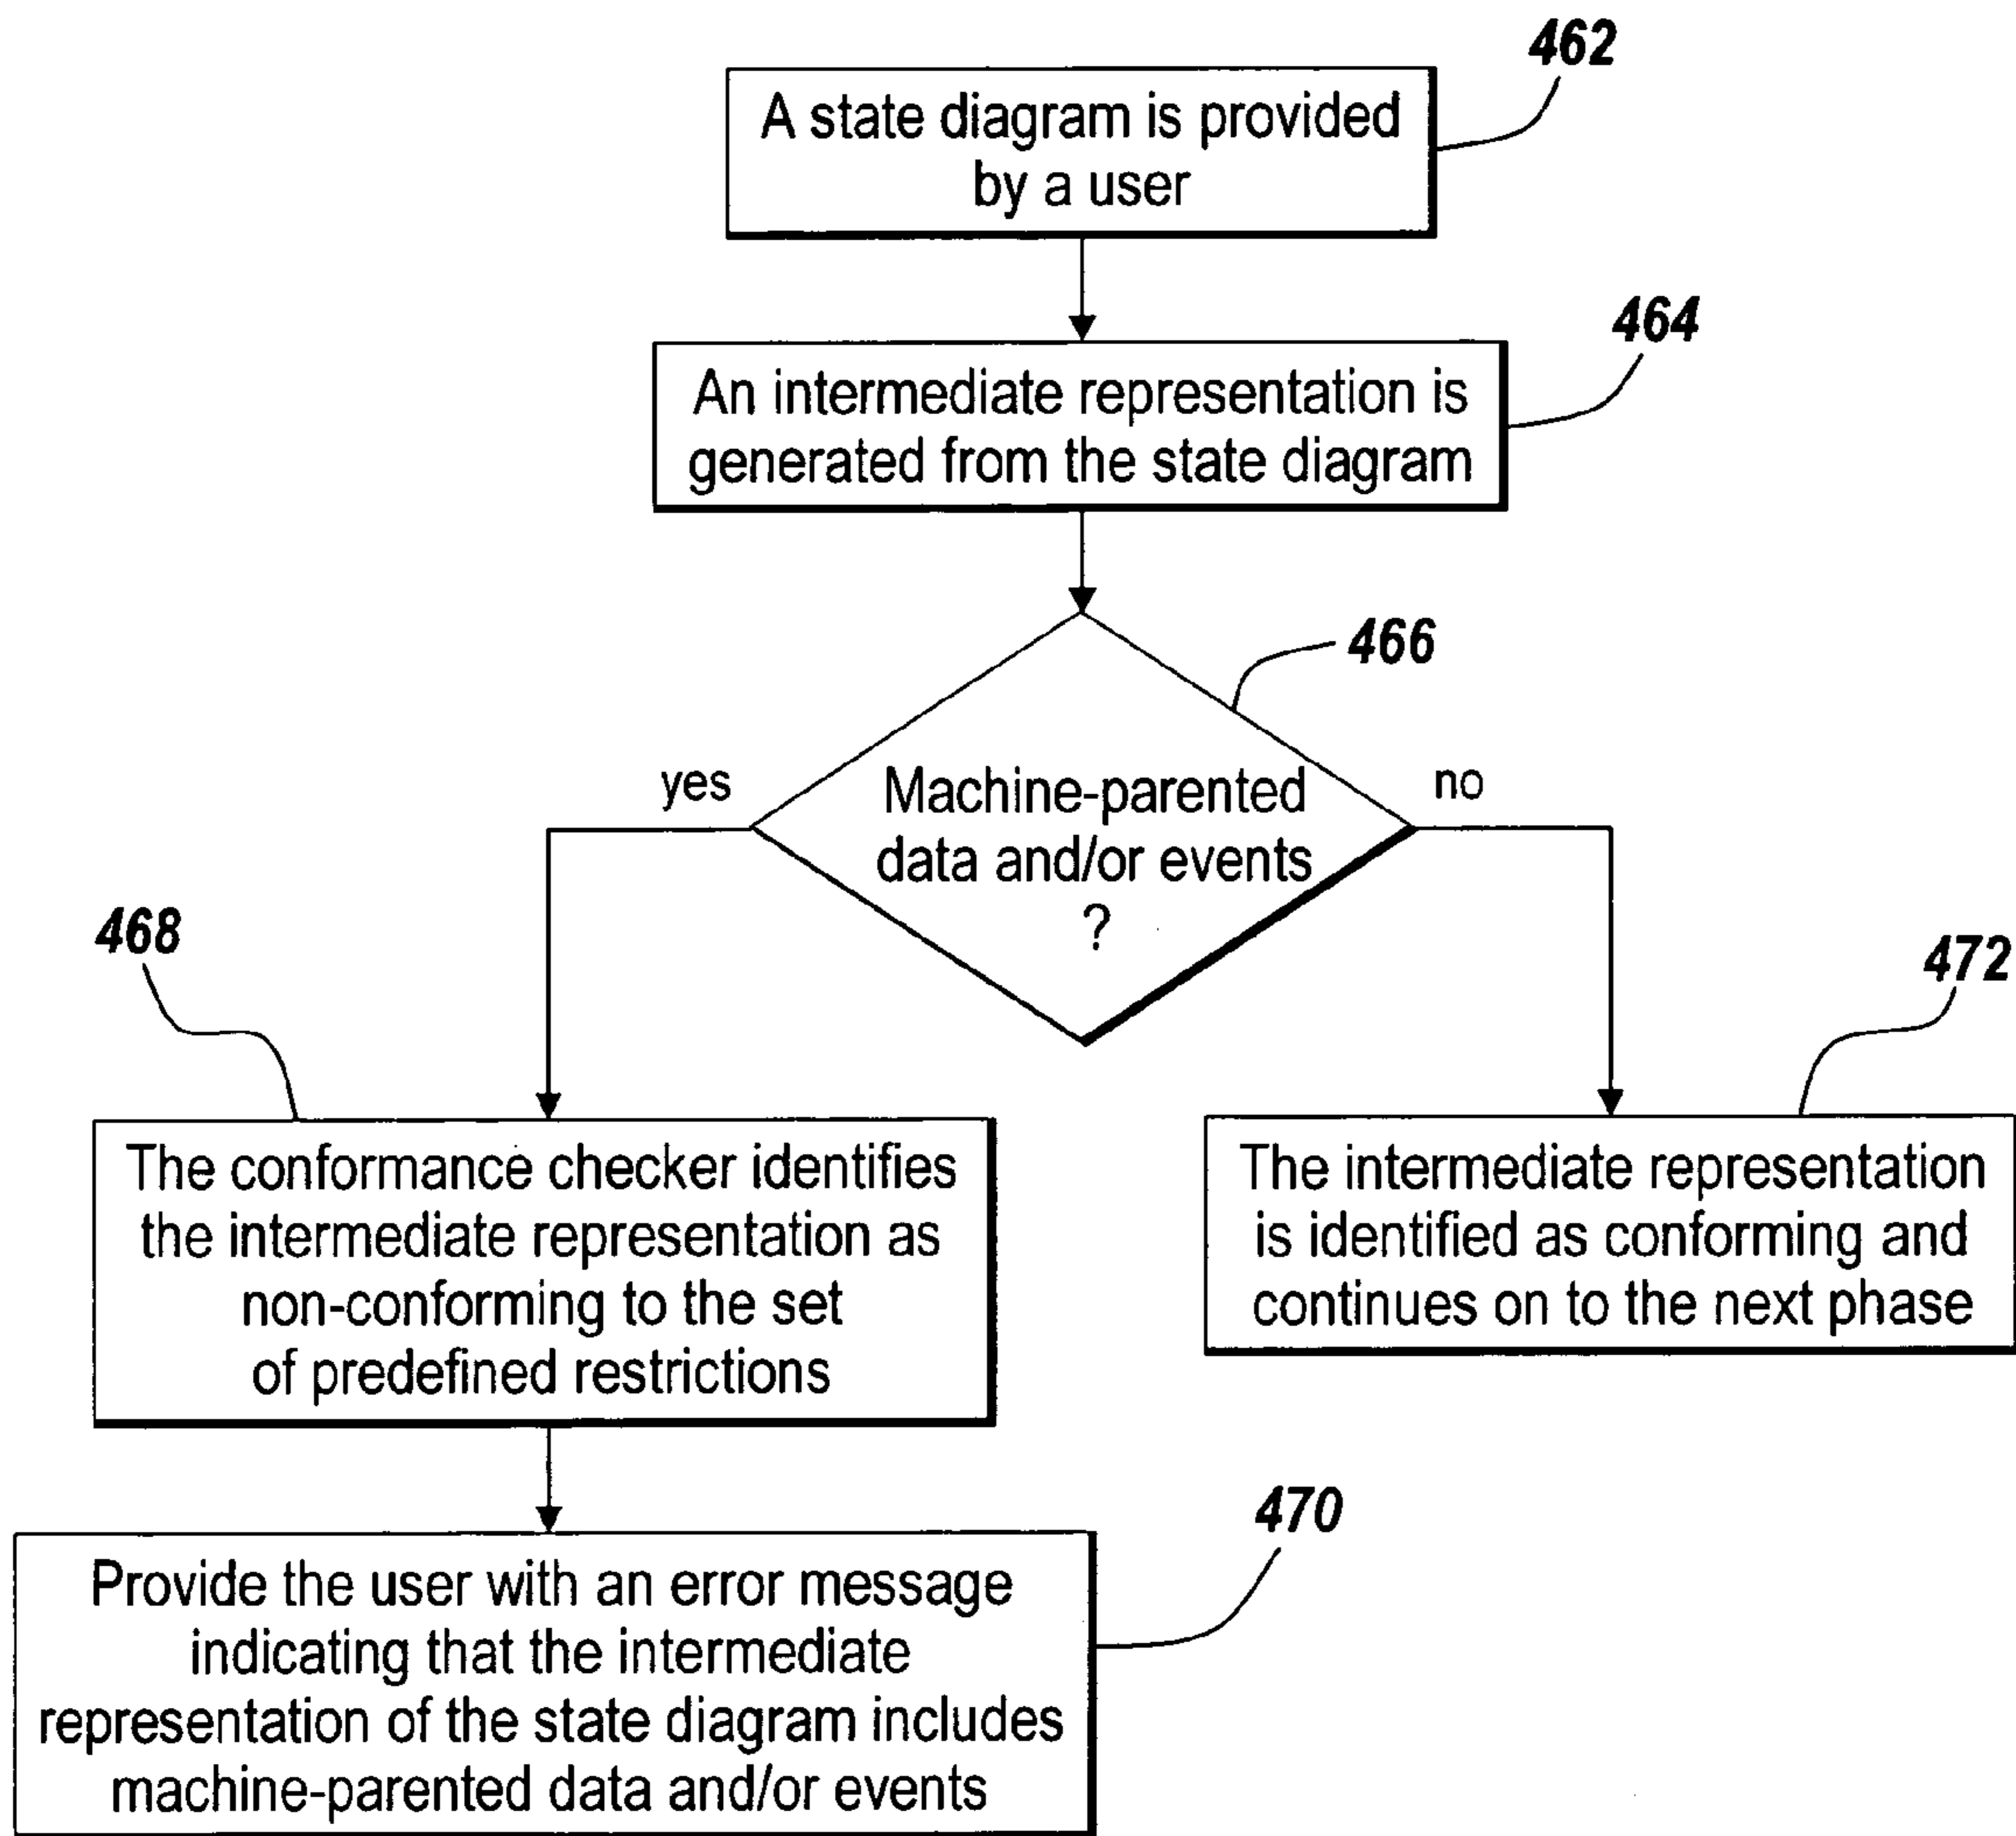 462
A state diagram is provided
by a user
464
An intermediate representation is
generated from the state diagram
466
yes
Machine-parented
data and/or events
?
no
468
472
The conformance checker identifies
the intermediate representation as
non-conforming to the set
of predefined restrictions
The intermediate representation
is identified as conforming and
continues on to the next phase
470
Provide the user with an error message
indicating that the intermediate
representation of the state diagram includes
machine-parented data and/or events